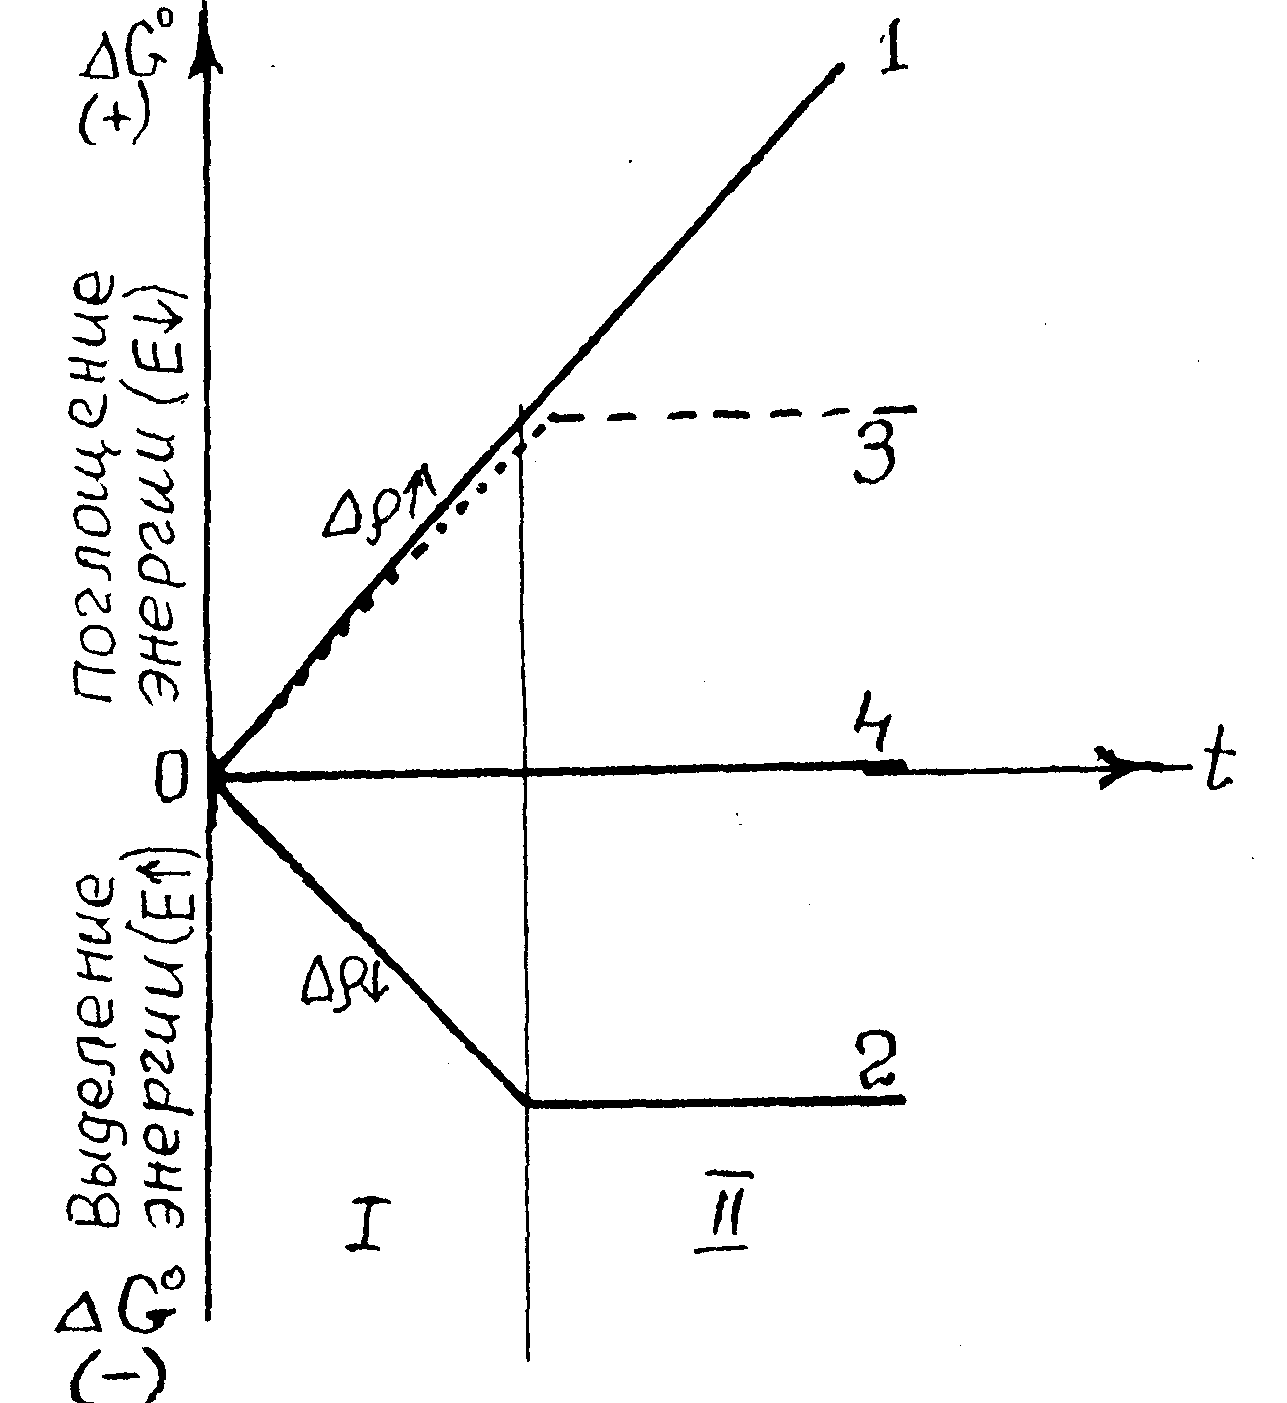 ΔG°
(+)
1
Поглощение
энергии (E↓)
3
Δρ↑
4
0
t
Выделение
энергии (E↑)
Δρ↓
2
I
II
ΔG°
(−)